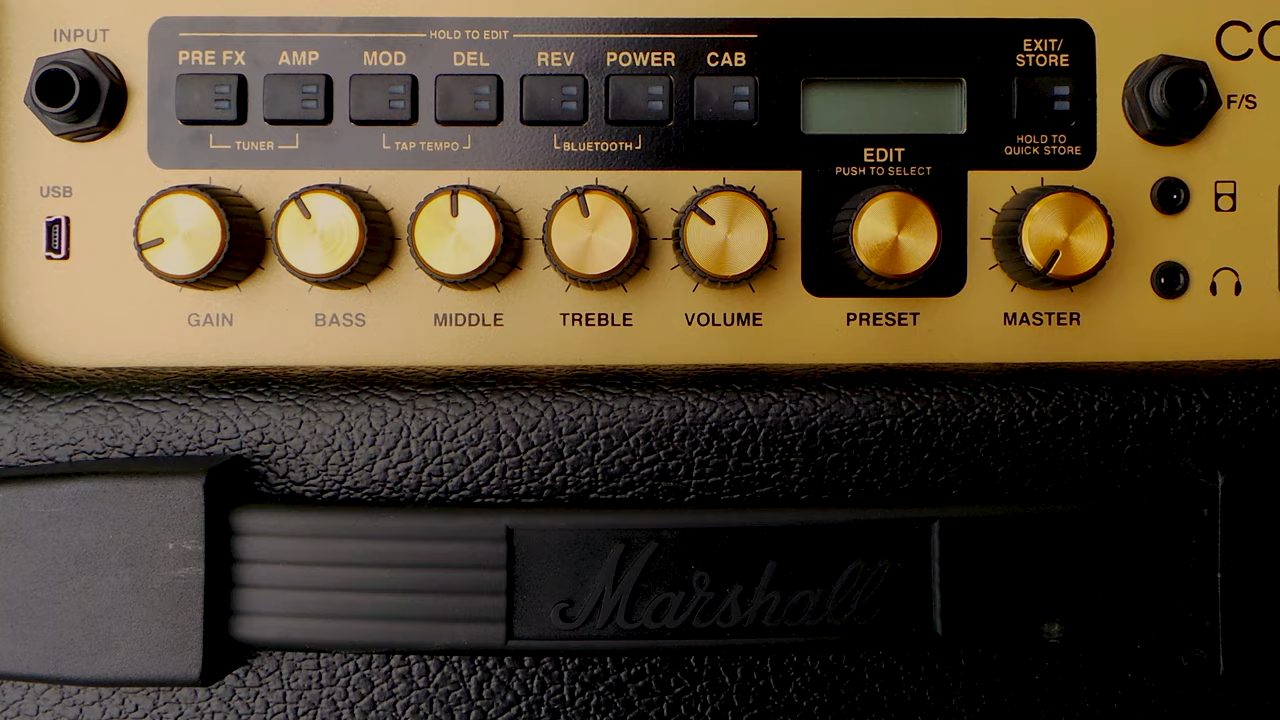 INPUT
HOLD TO EDIT
PRE FX AMP MOD DEL REV POWER CAB
EXIT/
STORE
F/S
TUNER TAP TEMPO BLUETOOTH
HOLD TO
QUICK STORE
EDIT
PUSH TO SELECT
USB
GAIN BASS MIDDLE TREBLE VOLUME PRESET MASTER
Marshall